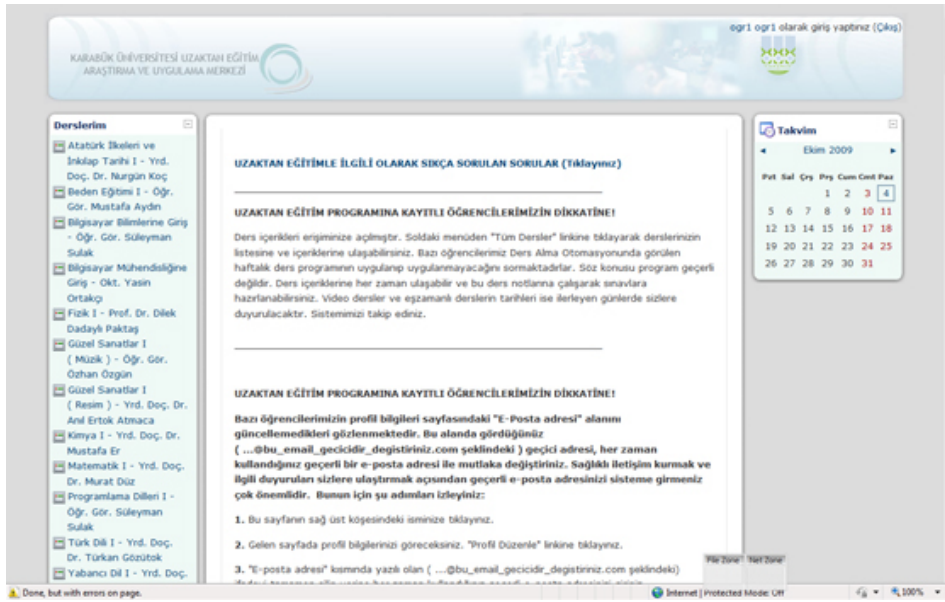 ogr1 ogr1 olarak giriş yaptınız (Çıkış)
KARABÜK ÜNİVERSİTESİ UZAKTAN EĞİTİM
ARAŞTIRMA VE UYGULAMA MERKEZİ
Derslerim
Atatürk İlkeleri ve
İnkılap Tarihi I - Yrd.
Doç. Dr. Nurgün Koç
Beden Eğitimi I - Öğr.
Gör. Mustafa Aydın
Bilgisayar Bilimlerine Giriş
- Öğr. Gör. Süleyman
Sulak
Bilgisayar Mühendisliğine
Giriş - Okt. Yasin
Ortakçı
Fizik I - Prof. Dr. Dilek
Dadaylı Paktaş
Güzel Sanatlar I
( Müzik ) - Öğr. Gör.
Özhan Özgün
Güzel Sanatlar I
( Resim ) - Yrd. Doç. Dr.
Anıl Ertok Atmaca
Kimya I - Yrd. Doç. Dr.
Mustafa Er
Matematik I - Yrd. Doç.
Dr. Murat Düz
Programlama Dilleri I -
Öğr. Gör. Süleyman
Sulak
Türk Dili I - Yrd. Doç.
Dr. Türkan Gözütok
Yabancı Dil I - Yrd. Doç.
UZAKTAN EĞİTİMLE İLGİLİ OLARAK SIKÇA SORULAN SORULAR (Tıklayınız)
UZAKTAN EĞİTİM PROGRAMINA KAYITLI ÖĞRENCİLERİMİZİN DİKKATİNE!
Ders içerikleri erişiminize açılmıştır. Soldaki menüden "Tüm Dersler" linkine tıklayarak derslerinizin
listesine ve içeriklerine ulaşabilirsiniz. Bazı öğrencilerimiz Ders Alma Otomasyonunda görülen
haftalık ders programının uygulanıp uygulanmayacağını sormaktadırlar. Söz konusu program geçerli
değildir. Ders içeriklerine her zaman ulaşabilir ve bu ders notlarına çalışarak sınavlara
hazırlanabilirsiniz. Video dersler ve eşzamanlı derslerin tarihleri ise ilerleyen günlerde sizlere
duyurulacaktır. Sistemimizi takip ediniz.
UZAKTAN EĞİTİM PROGRAMINA KAYITLI ÖĞRENCİLERİMİZİN DİKKATİNE!
Bazı öğrencilerimizin profil bilgileri sayfasındaki "E-Posta adresi" alanını
güncellemedikleri gözlenmektedir. Bu alanda gördüğünüz
( ...@bu_email_gecicidir_degistiriniz.com şeklindeki ) geçici adresi, her zaman
kullandığınız geçerli bir e-posta adresi ile mutlaka değiştiriniz. Sağlıklı iletişim kurmak ve
ilgili duyuruları sizlere ulaştırmak açısından geçerli e-posta adresinizi sisteme girmeniz
çok önemlidir. Bunun için şu adımları izleyiniz:
1. Bu sayfanın sağ üst köşesindeki isminize tıklayınız.
2. Gelen sayfada profil bilgilerinizi göreceksiniz. "Profil Düzenle" linkine tıklayınız.
3. "E-posta adresi" kısmında yazılı olan ( ...@bu_email_gecicidir_degistiriniz.com şeklindeki)
Takvim
Ekim 2009
Pzt Sal Çrş Prş Cum Cmt Paz
1 2 3 4
5 6 7 8 9 10 11
12 13 14 15 16 17 18
19 20 21 22 23 24 25
26 27 28 29 30 31
File Zone Net Zone
Done, but with errors on page.
Internet | Protected Mode: Off
100%